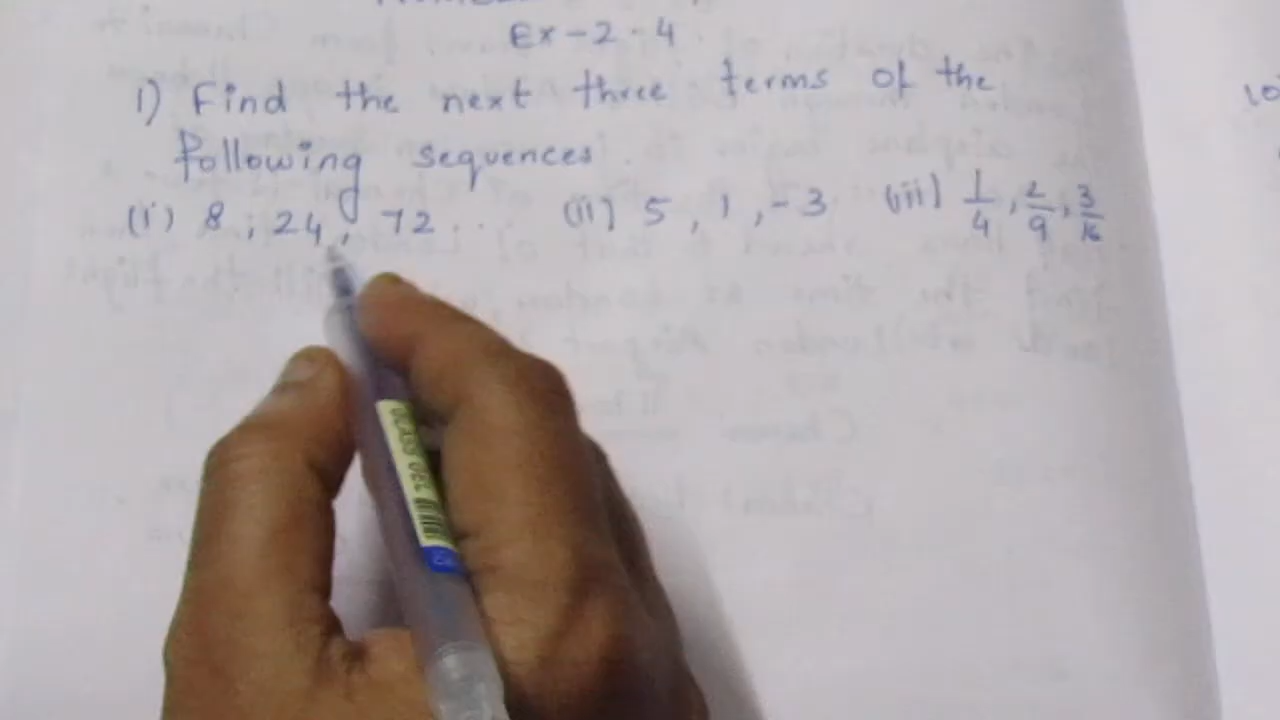 Ex-2-4
1) Find the next three terms of the
following sequences.
(i) 8, 24, 72... (ii) 5, 1, -3 (iii) 1/4, 2/9, 3/16
10